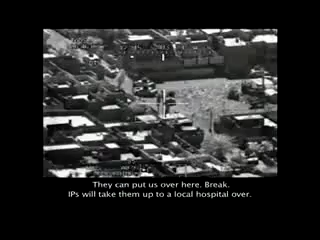 They can put us over here. Break.
IPs will take them up to a local hospital over.